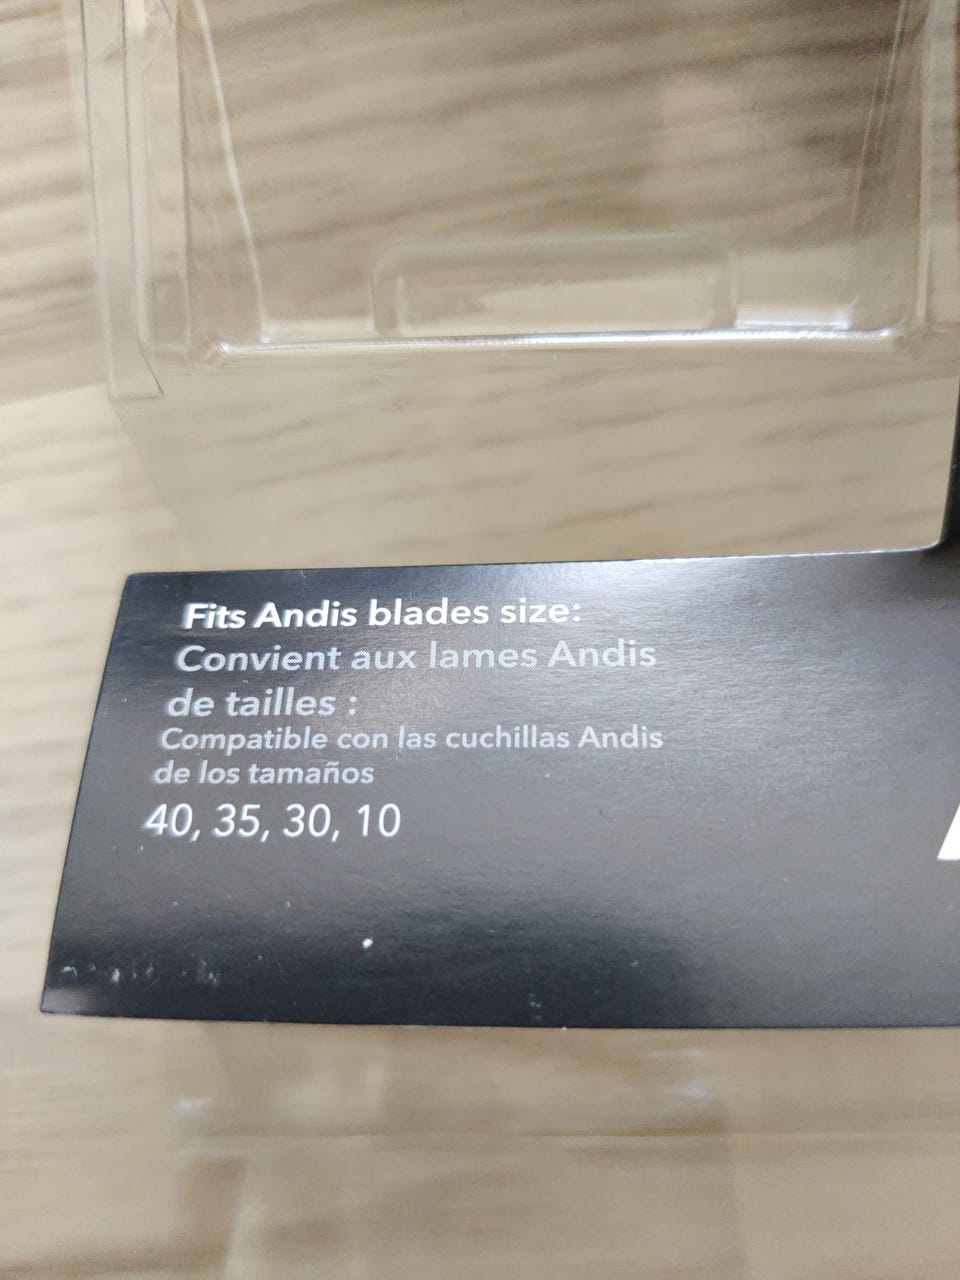 Fits Andis blades size:
Convient aux lames Andis
de tailles :
Compatible con las cuchillas Andis
de los tamaños
40, 35, 30, 10